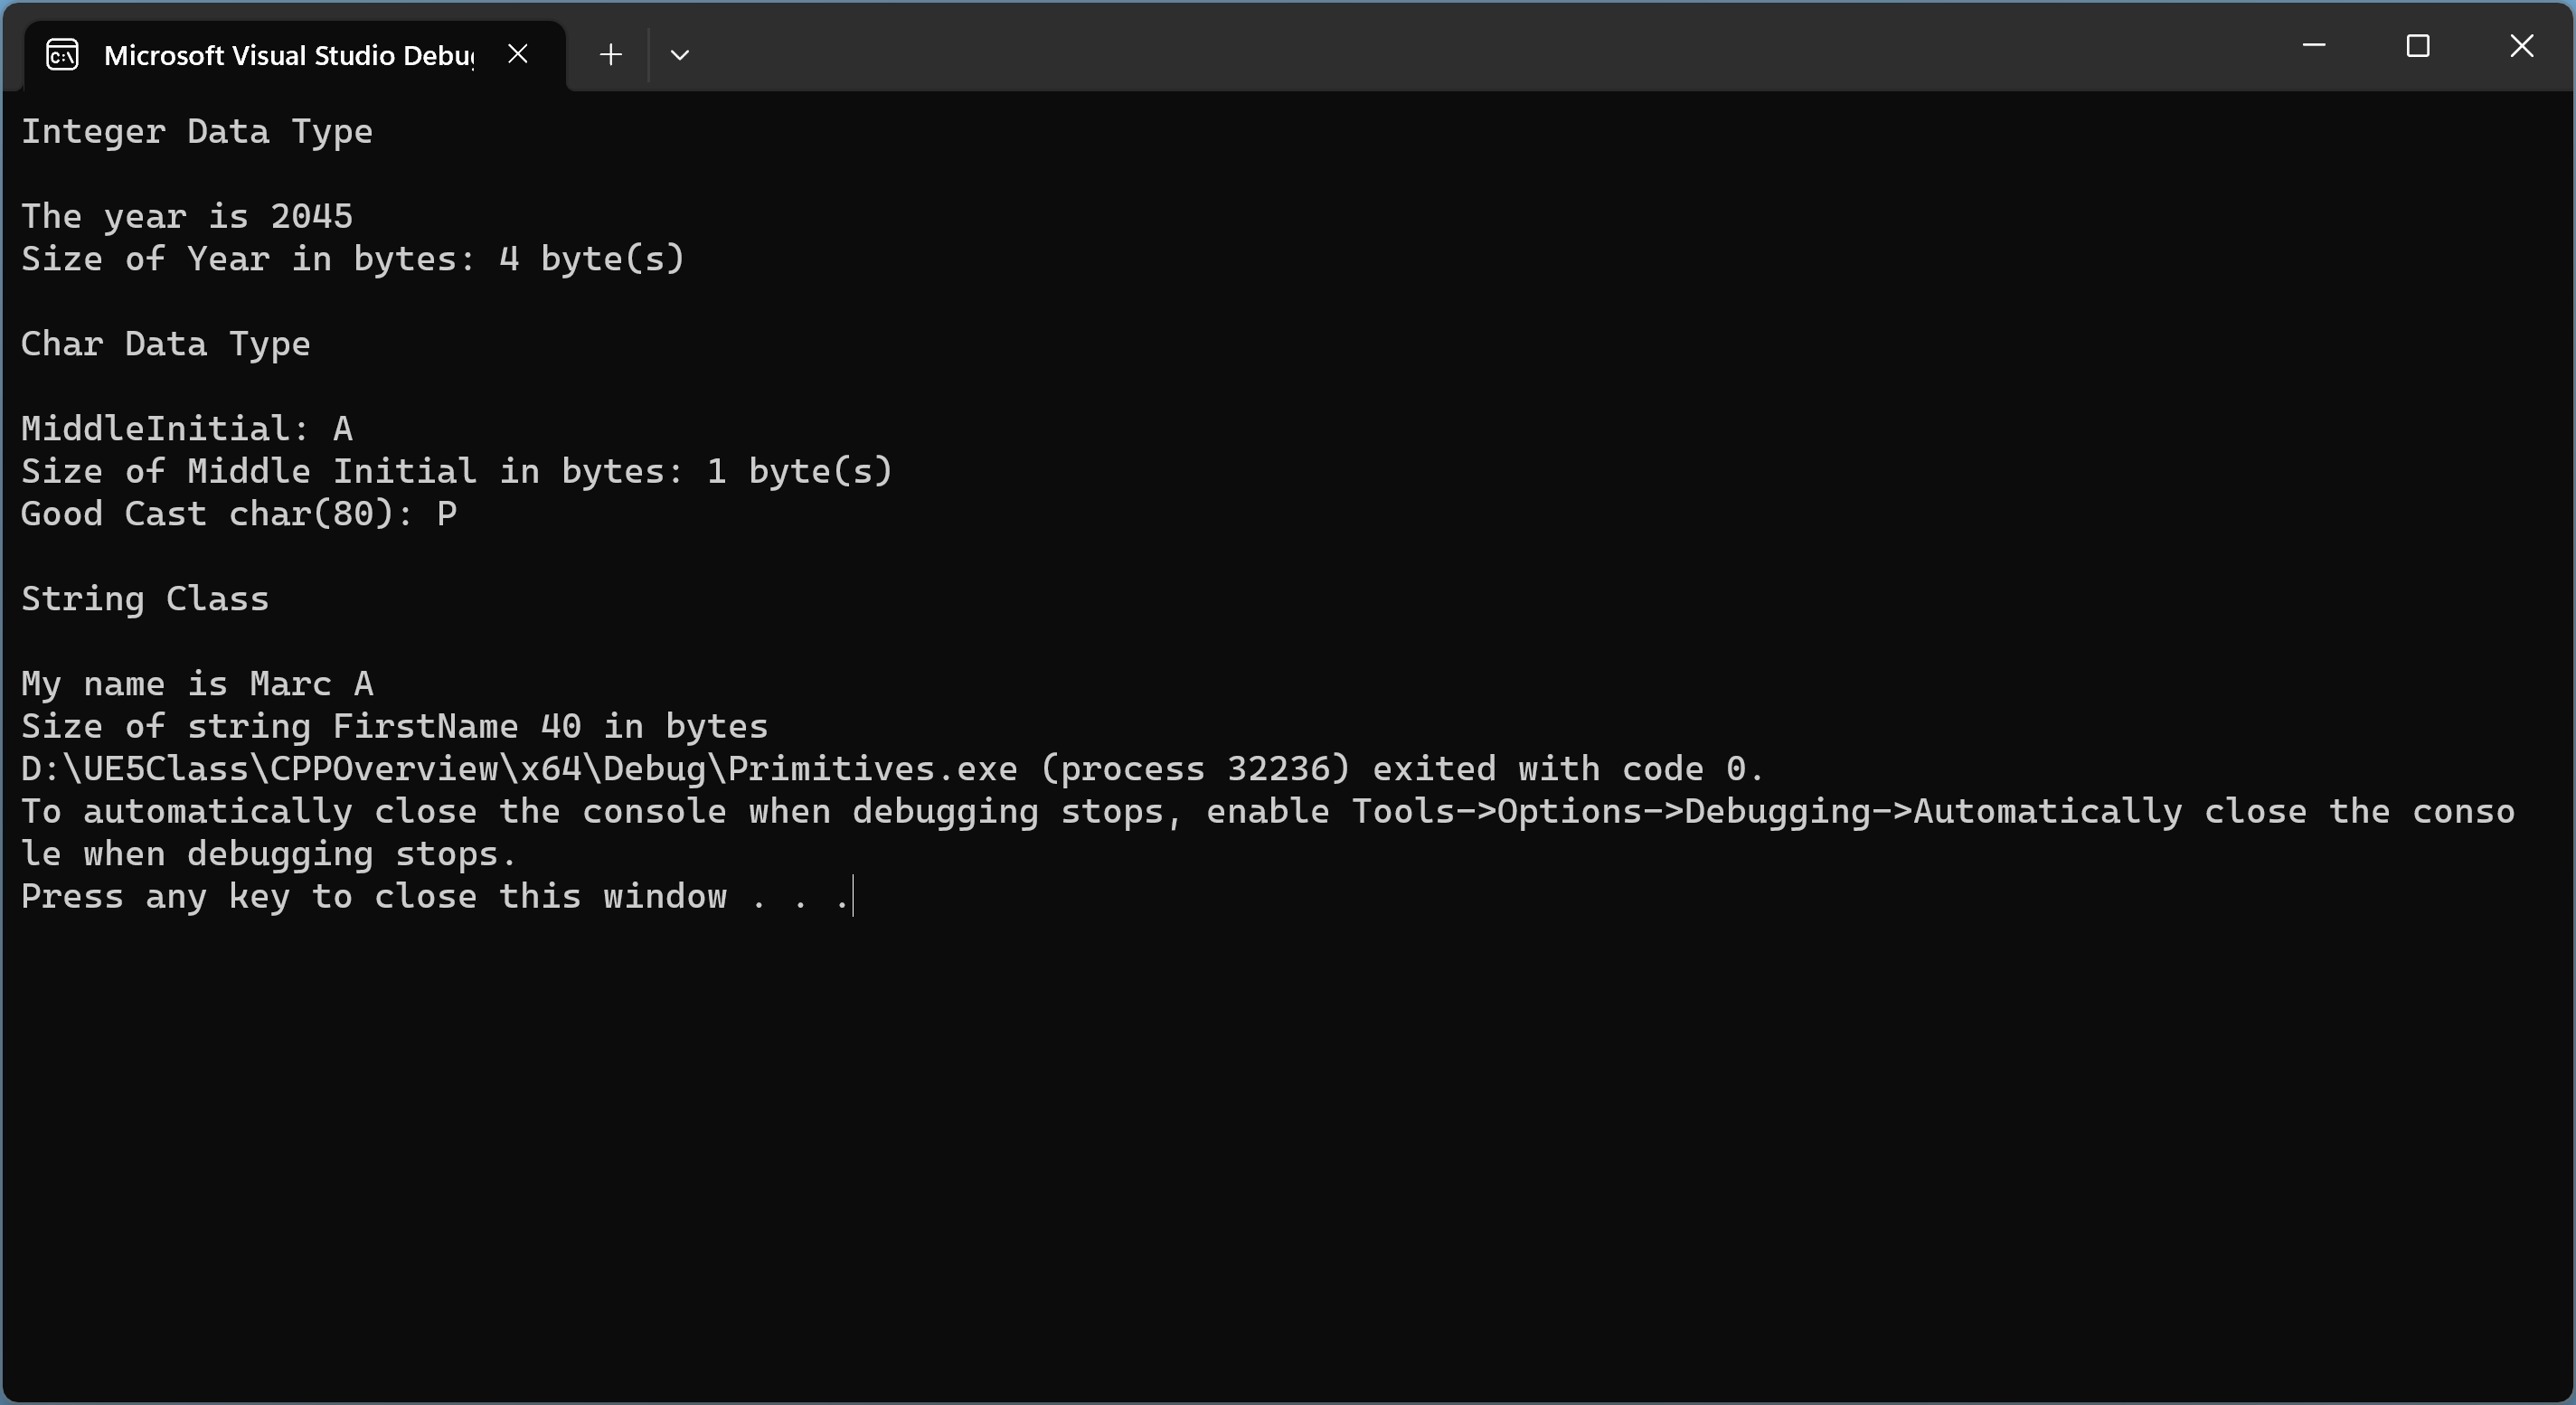 Microsoft Visual Studio Debu
Integer Data Type
The year is 2045
Size of Year in bytes: 4 byte(s)
Char Data Type
MiddleInitial: A
Size of Middle Initial in bytes: 1 byte(s)
Good Cast char(80): P
String Class
My name is Marc A
Size of string FirstName 40 in bytes
D:\UE5Class\CPPOverview\x64\Debug\Primitives.exe (process 32236) exited with code 0.
To automatically close the console when debugging stops, enable Tools->Options->Debugging->Automatically close the conso
le when debugging stops.
Press any key to close this window . . .